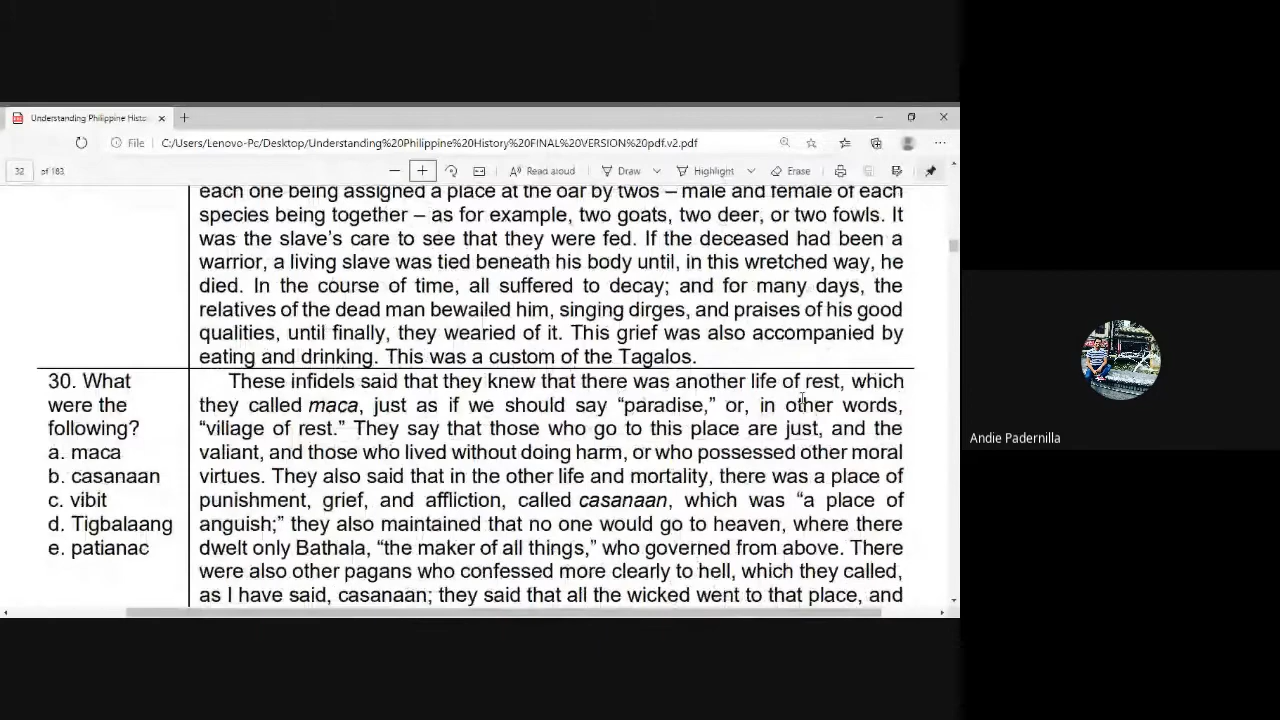 Understanding Philippine Histo
File C:/Users/Lenovo-Pc/Desktop/Understanding%20Philippine%20History%20FINAL%20VERSION%20pdf.v2.pdf
32 of 183 Read aloud Draw Highlight Erase
each one being assigned a place at the oar by twos – male and female of each
species being together – as for example, two goats, two deer, or two fowls. It
was the slave's care to see that they were fed. If the deceased had been a
warrior, a living slave was tied beneath his body until, in this wretched way, he
died. In the course of time, all suffered to decay; and for many days, the
relatives of the dead man bewailed him, singing dirges, and praises of his good
qualities, until finally, they wearied of it. This grief was also accompanied by
eating and drinking. This was a custom of the Tagalos.
30. What
were the
following?
a. maca
b. casanaan
c. vibit
d. Tigbalaang
e. patianac
These infidels said that they knew that there was another life of rest, which
they called maca, just as if we should say “paradise,” or, in other words,
“village of rest.” They say that those who go to this place are just, and the
valiant, and those who lived without doing harm, or who possessed other moral
virtues. They also said that in the other life and mortality, there was a place of
punishment, grief, and affliction, called casanaan, which was “a place of
anguish;” they also maintained that no one would go to heaven, where there
dwelt only Bathala, “the maker of all things,” who governed from above. There
were also other pagans who confessed more clearly to hell, which they called,
as I have said, casanaan; they said that all the wicked went to that place, and
Andie Padernilla